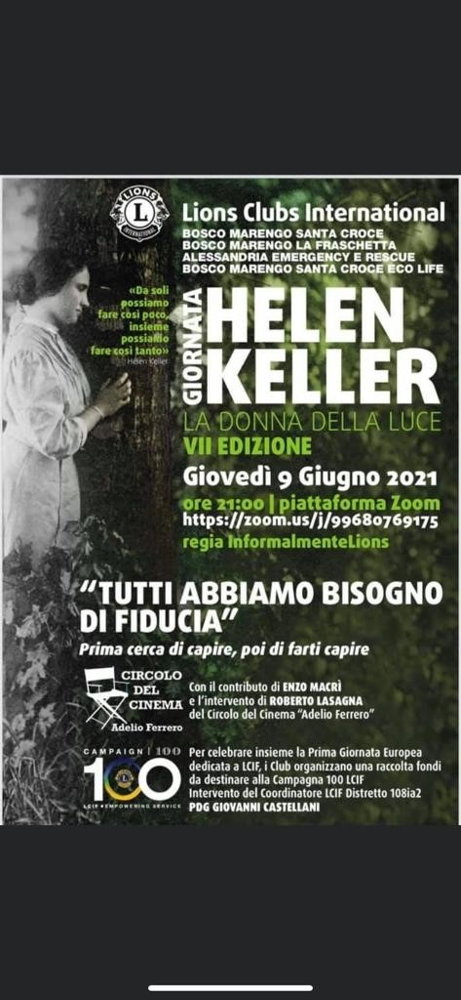 LIONS
L
INTERNATIONAL
Lions Clubs International
BOSCO MARENGO SANTA CROCE
BOSCO MARENGO LA FRASCHETTA
ALESSANDRIA EMERGENCY E RESCUE
BOSCO MARENGO SANTA CROCE ECO LIFE
«Da soli
possiamo
fare così poco,
insieme
possiamo
fare così tanto»
Helen Keller
GIORNATA
HELEN
KELLER
LA DONNA DELLA LUCE
VII EDIZIONE
Giovedì 9 Giugno 2021
ore 21:00 | piattaforma Zoom
https://zoom.us/j/99680769175
regia InformalmenteLions
"TUTTI ABBIAMO BISOGNO
DI FIDUCIA"
Prima cerca di capire, poi di farti capire
CIRCOLO
DEL
CINEMA
Adelio Ferrero
Con il contributo di ENZO MACRÌ
e l'intervento di ROBERTO LASAGNA
del Circolo del Cinema "Adelio Ferrero"
CAMPAIGN | 100
100
LCIF • EMPOWERING SERVICE
Per celebrare insieme la Prima Giornata Europea
dedicata a LCIF, i Club organizzano una raccolta fondi
da destinare alla Campagna 100 LCIF
Intervento del Coordinatore LCIF Distretto 108ia2
PDG GIOVANNI CASTELLANI